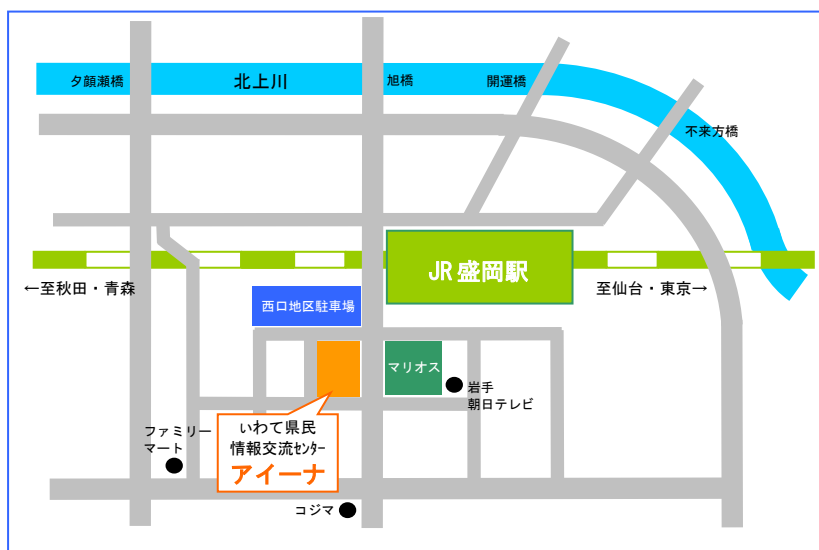 夕顔瀬橋
北上川
旭橋
開運橋
不来方橋
JR盛岡駅
←至秋田・青森
至仙台・東京→
西口地区駐車場
マリオス
岩手
朝日テレビ
いわて県民
情報交流ｾﾝﾀｰ
アイーナ
ファミリー
マート
コジマ